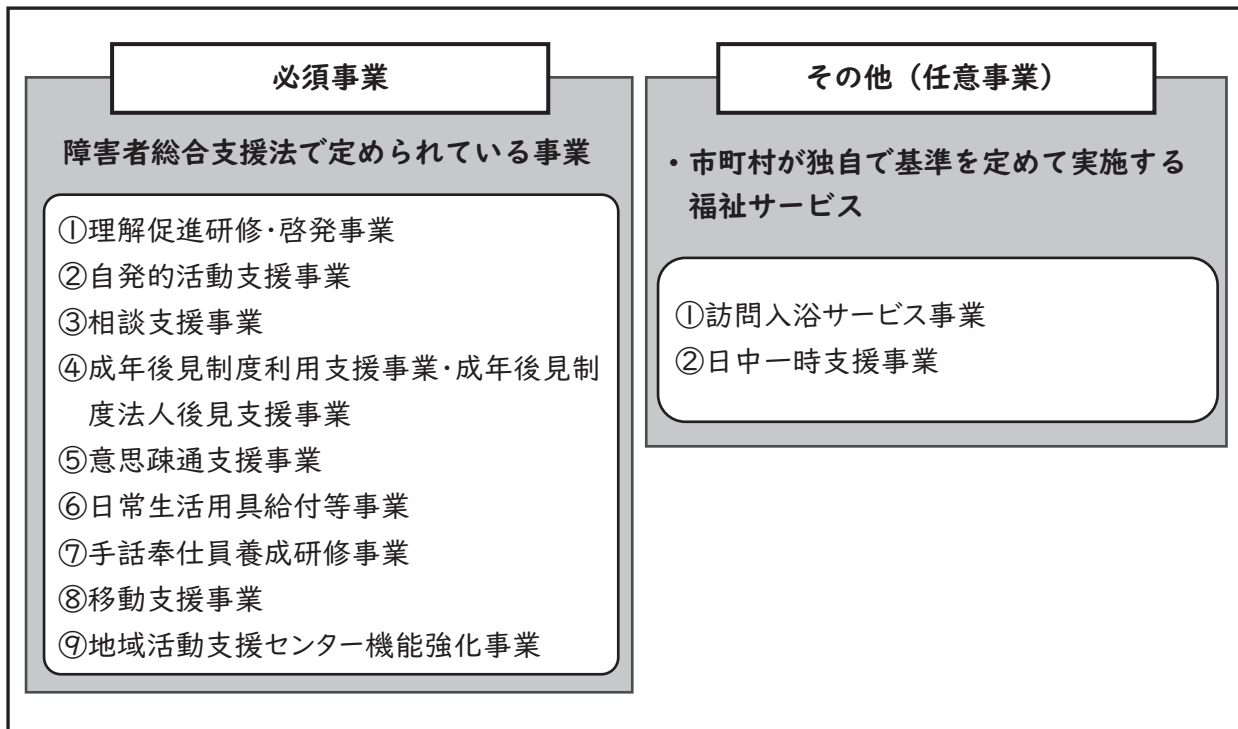 必須事業
障害者総合支援法で定められている事業
①理解促進研修・啓発事業
②自発的活動支援事業
③相談支援事業
④成年後見制度利用支援事業・成年後見制
度法人後見支援事業
⑤意思疎通支援事業
⑥日常生活用具給付等事業
⑦手話奉仕員養成研修事業
⑧移動支援事業
⑨地域活動支援センター機能強化事業
その他（任意事業）
・市町村が独自で基準を定めて実施する
福祉サービス
①訪問入浴サービス事業
②日中一時支援事業